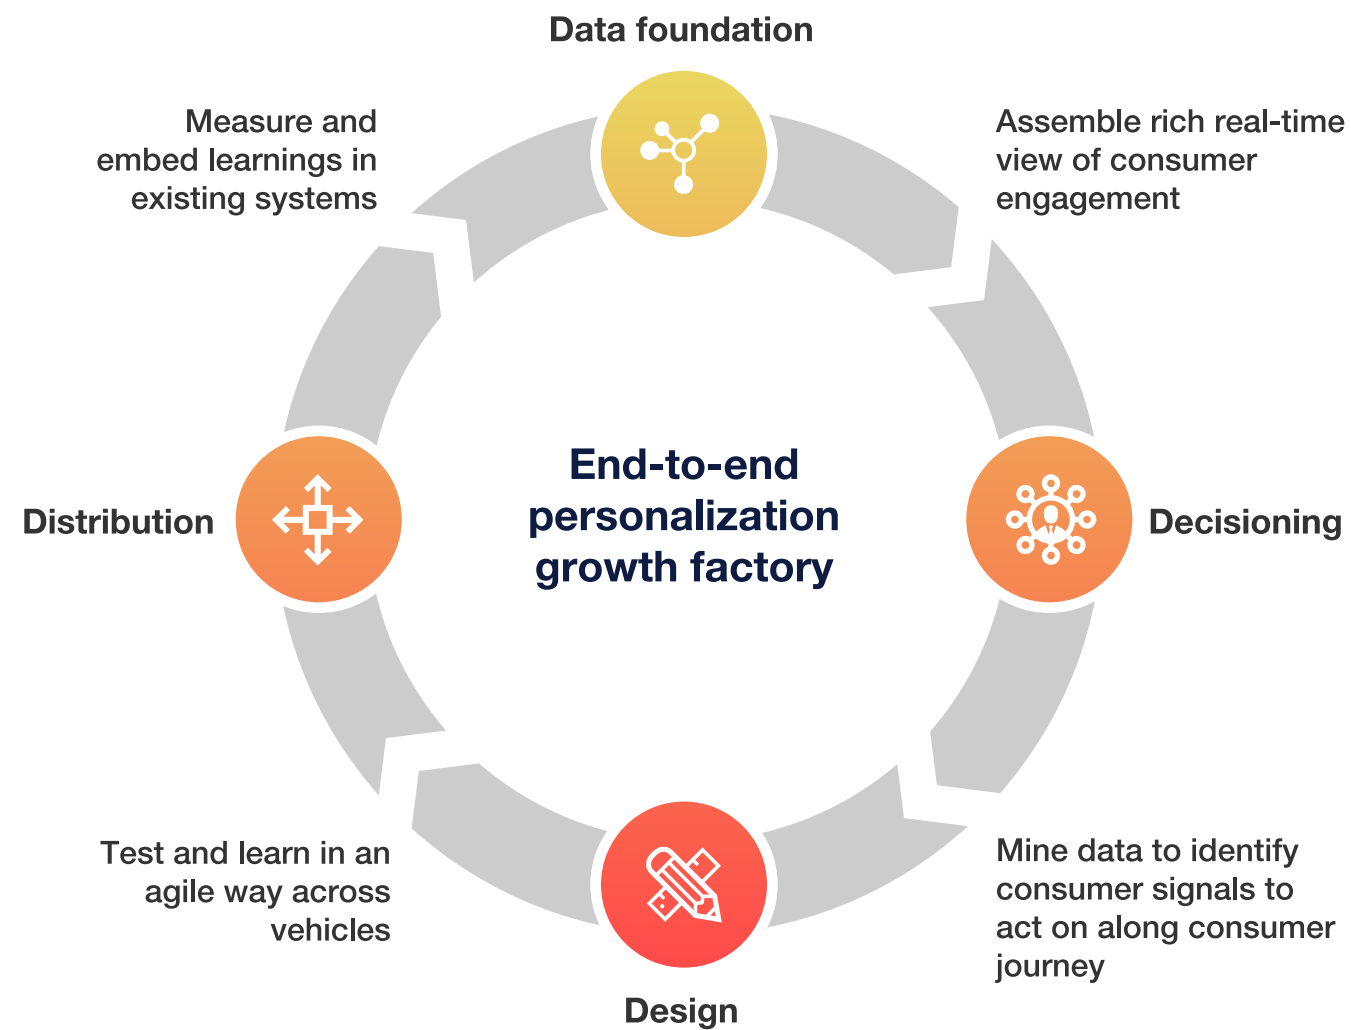 Data foundation
Measure and
embed learnings in
existing systems
Assemble rich real-time
view of consumer
engagement
End-to-end
personalization
growth factory
Distribution
Decisioning
Test and learn in an
agile way across
vehicles
Mine data to identify
consumer signals to
act on along consumer
journey
Design